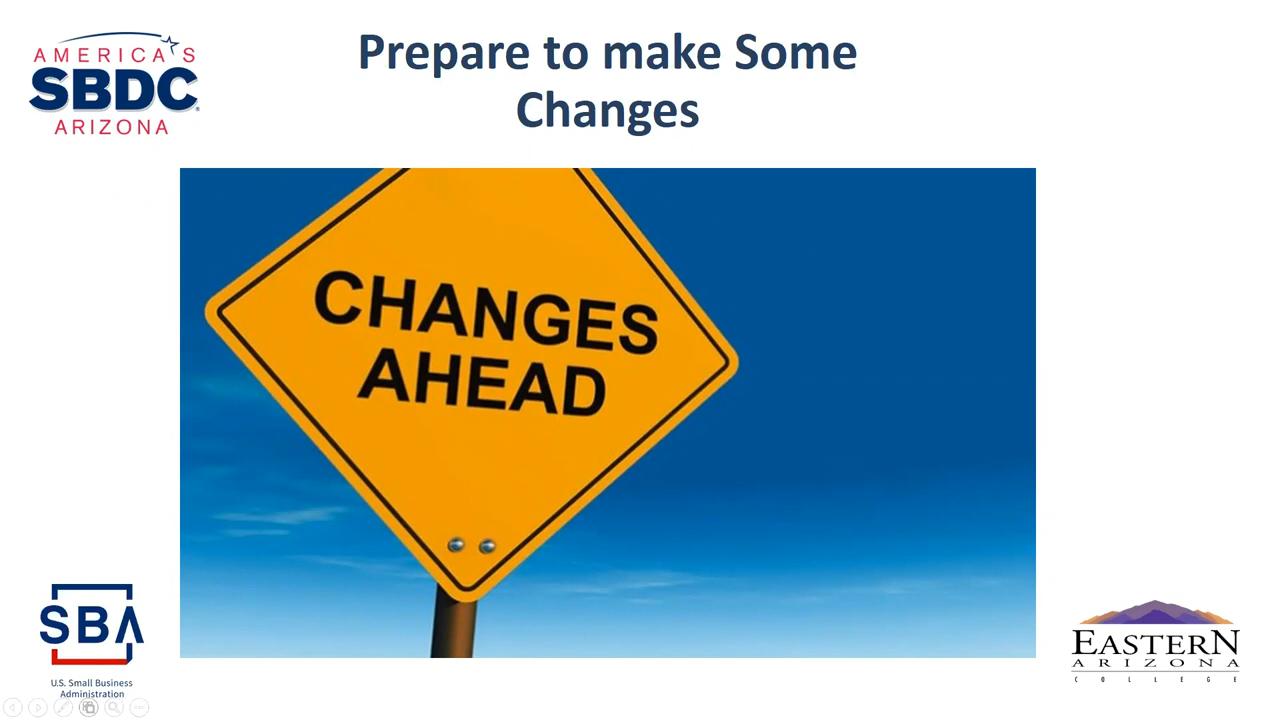 AMERICA'S
SBDC
ARIZONA
Prepare to make Some
Changes
CHANGES
AHEAD
SBA
U.S. Small Business
Administration
EASTERN
ARIZONA
COLLEGE